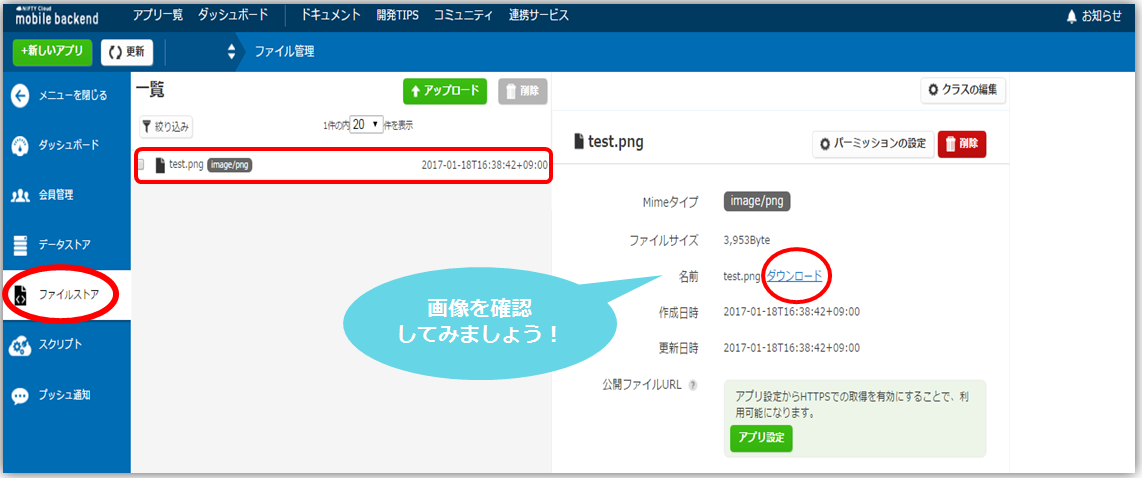 NIFTY Cloud
mobile backend
アプリ一覧 ダッシュボード ドキュメント 開発TIPS コミュニティ 連携サービス お知らせ
+新しいアプリ 更新 ファイル管理
メニューを閉じる
ダッシュボード
会員管理
データストア
ファイルストア
スクリプト
プッシュ通知
一覧 アップロード 削除
絞り込み 1件の内 20 件を表示
test.png image/png 2017-01-18T16:38:42+09:00
クラスの編集
test.png パーミッションの設定 削除
Mimeタイプ image/png
ファイルサイズ 3,953Byte
名前 test.png ダウンロード
作成日時 2017-01-18T16:38:42+09:00
更新日時 2017-01-18T16:38:42+09:00
公開ファイルURL ?
アプリ設定からHTTPSでの取得を有効にすることで、利
用可能になります。
アプリ設定
画像を確認
してみましょう！